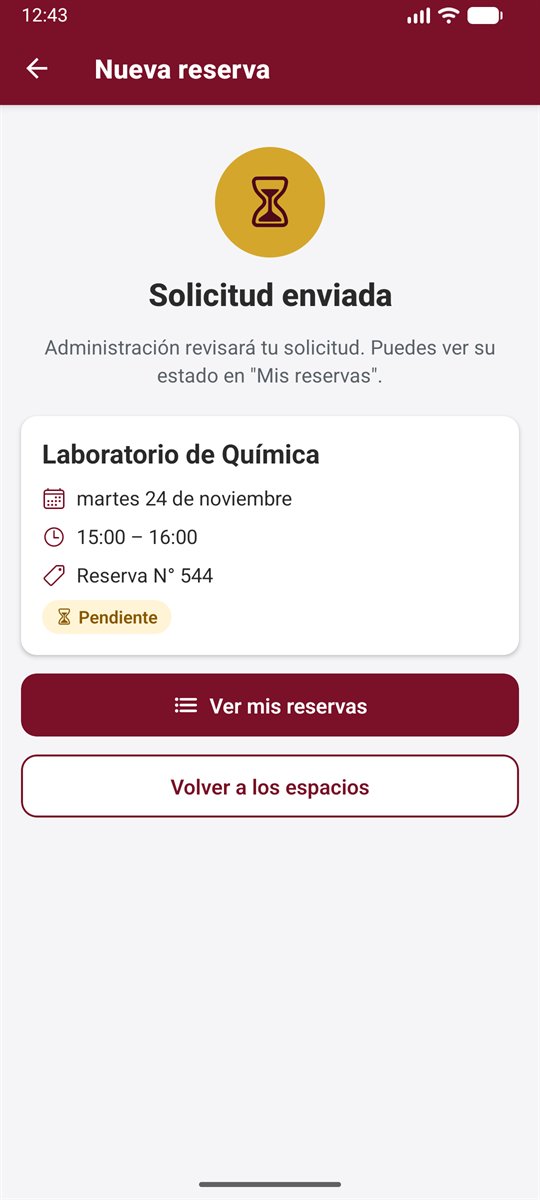 12:43
Nueva reserva
Solicitud enviada
Administración revisará tu solicitud. Puedes ver su
estado en "Mis reservas".
Laboratorio de Química
martes 24 de noviembre
15:00 – 16:00
Reserva N° 544
Pendiente
Ver mis reservas
Volver a los espacios